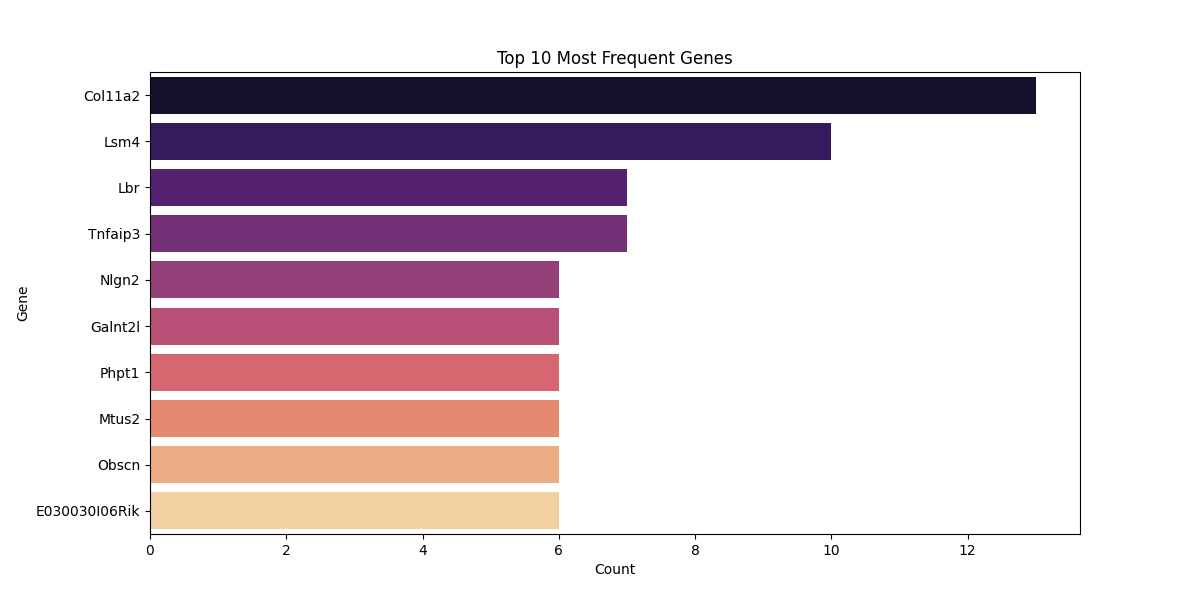 Top 10 Most Frequent Genes
Col11a2
Lsm4
Lbr
Tnfaip3
Nlgn2
Galnt2l
Phpt1
Mtus2
Obscn
E030030I06Rik
Gene
0 2 4 6 8 10 12
Count